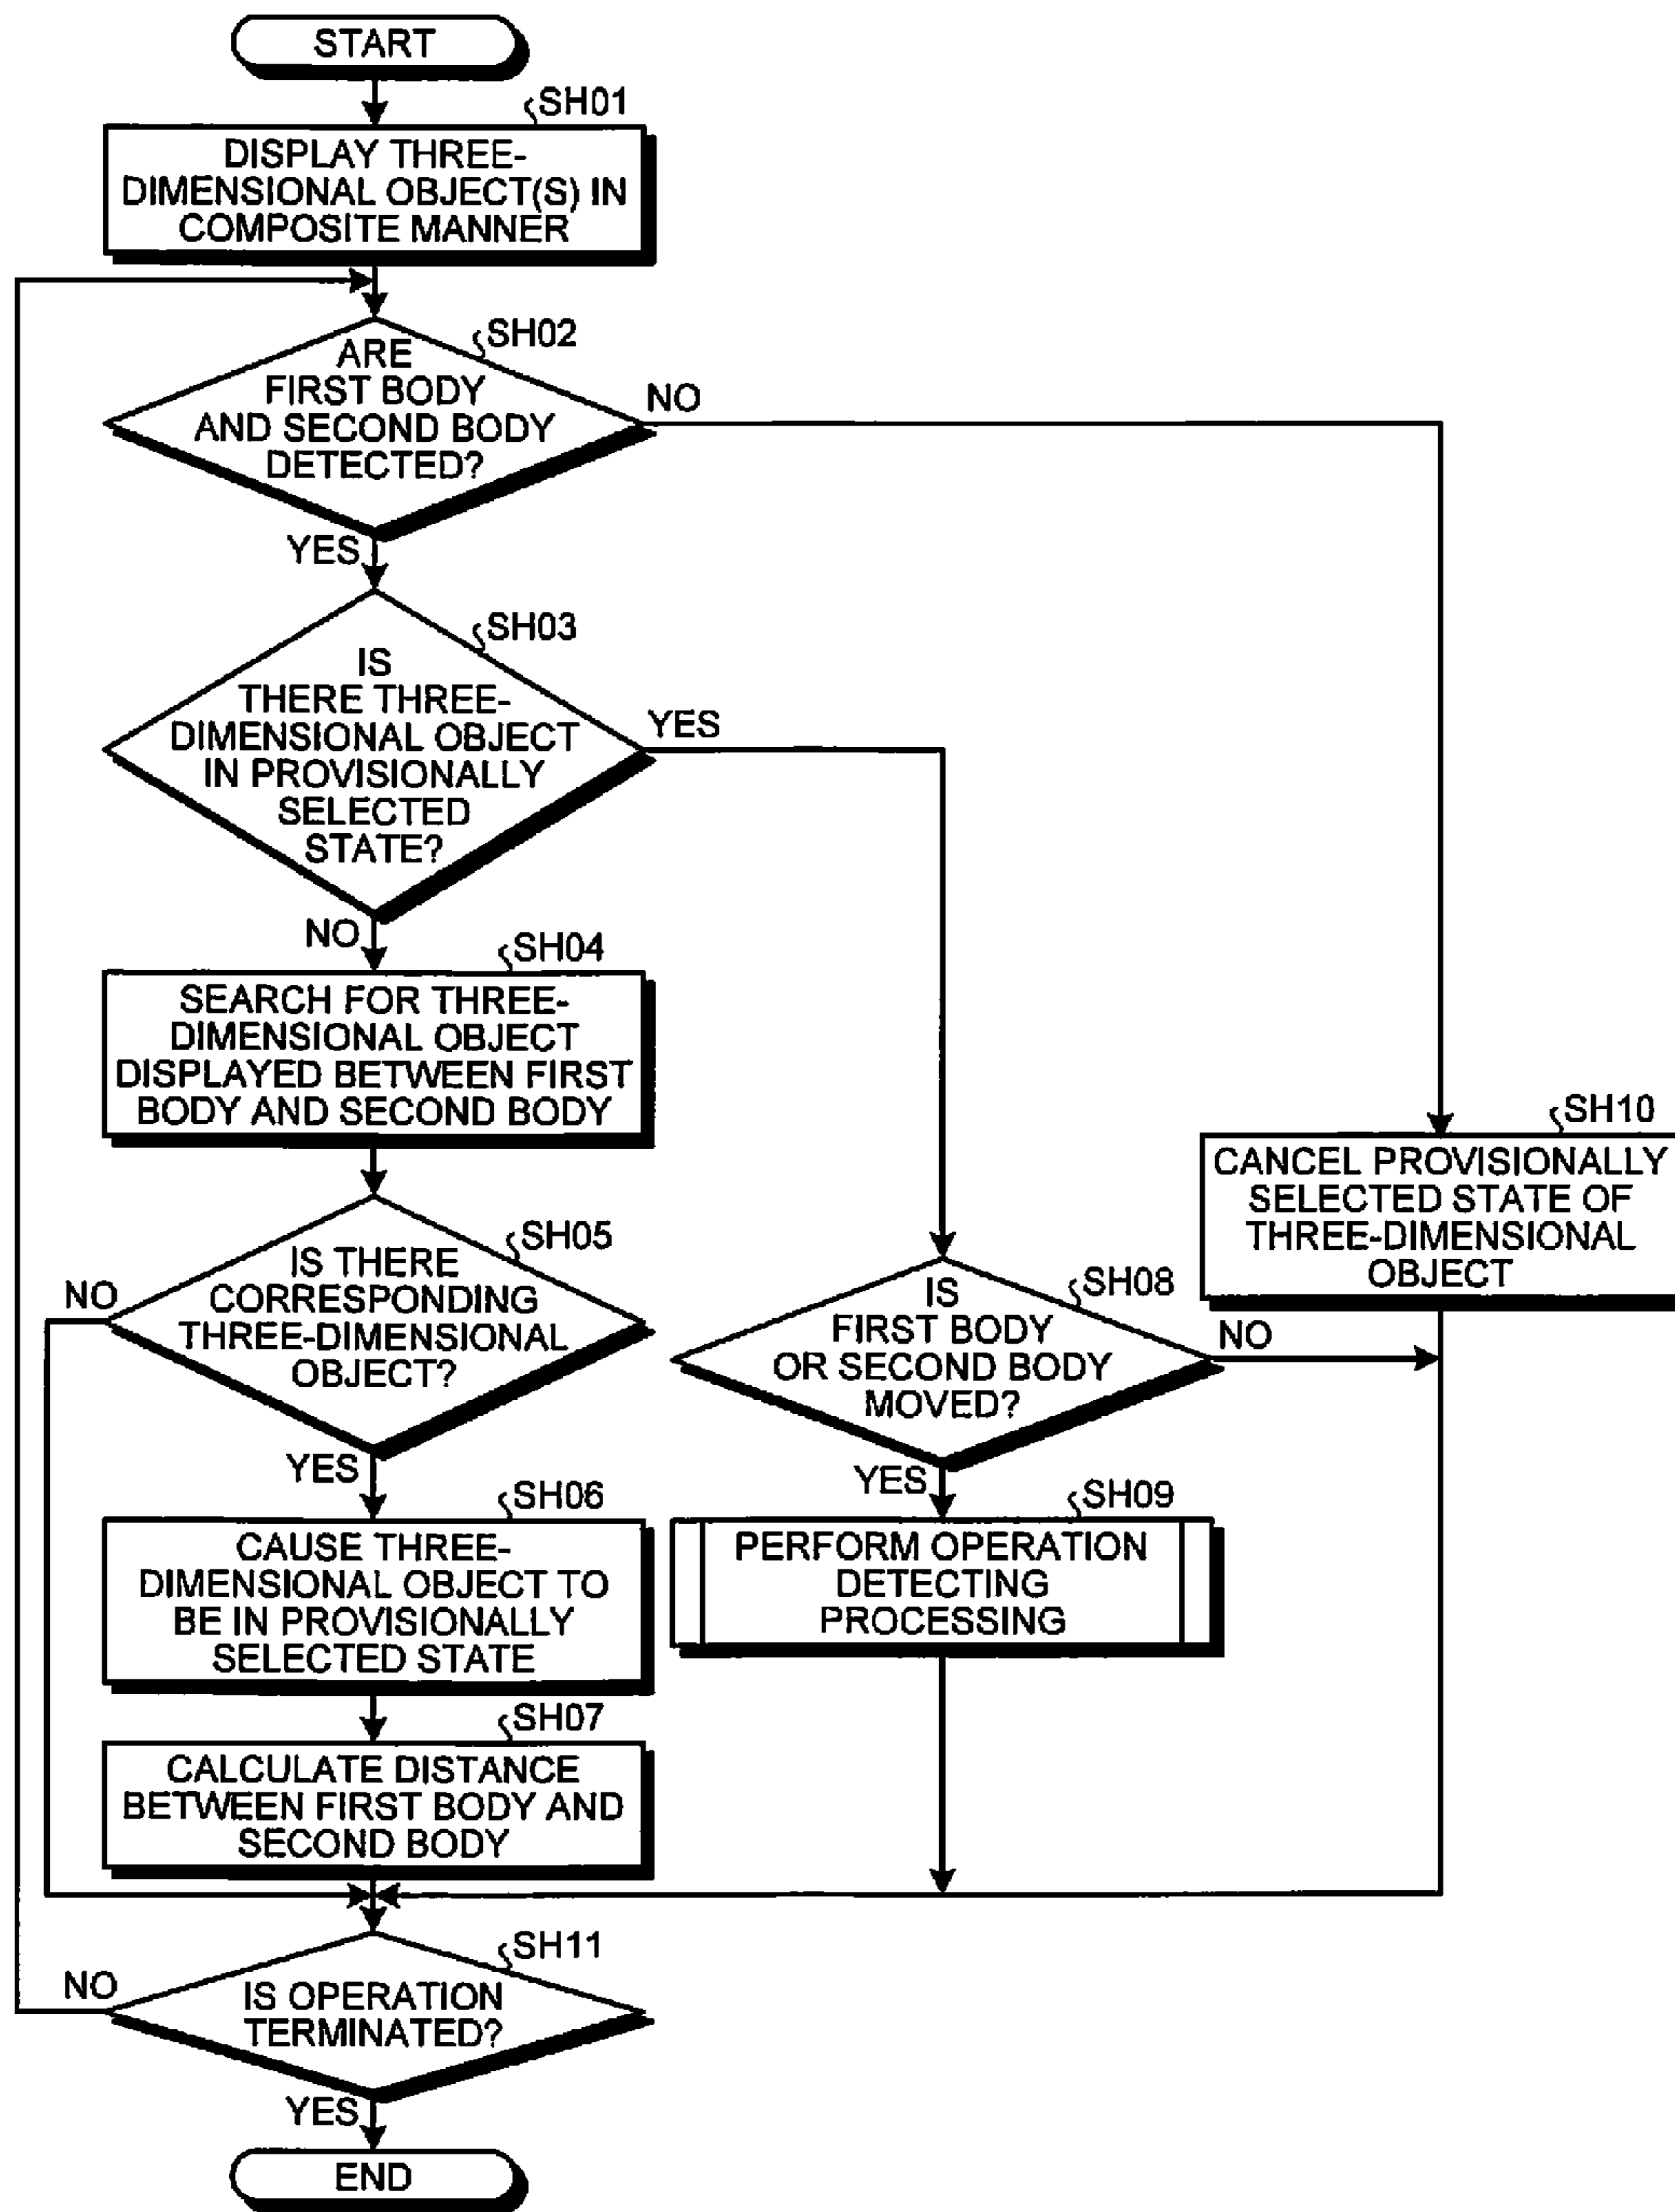 START
SH01
DISPLAY THREE-
DIMENSIONAL OBJECT(S) IN
COMPOSITE MANNER
SH02
ARE
FIRST BODY
AND SECOND BODY
DETECTED?
NO
YES
SH03
IS
THERE THREE-
DIMENSIONAL OBJECT
IN PROVISIONALLY
SELECTED
STATE?
YES
NO
SH04
SEARCH FOR THREE-
DIMENSIONAL OBJECT
DISPLAYED BETWEEN FIRST
BODY AND SECOND BODY
SH05
IS THERE
CORRESPONDING
THREE-DIMENSIONAL
OBJECT?
NO
YES
SH06
CAUSE THREE-
DIMENSIONAL OBJECT TO
BE IN PROVISIONALLY
SELECTED STATE
SH07
CALCULATE DISTANCE
BETWEEN FIRST BODY AND
SECOND BODY
SH08
IS
FIRST BODY
OR SECOND BODY
MOVED?
NO
YES
SH09
PERFORM OPERATION
DETECTING
PROCESSING
SH10
CANCEL PROVISIONALLY
SELECTED STATE OF
THREE-DIMENSIONAL
OBJECT
SH11
IS OPERATION
TERMINATED?
NO
YES
END